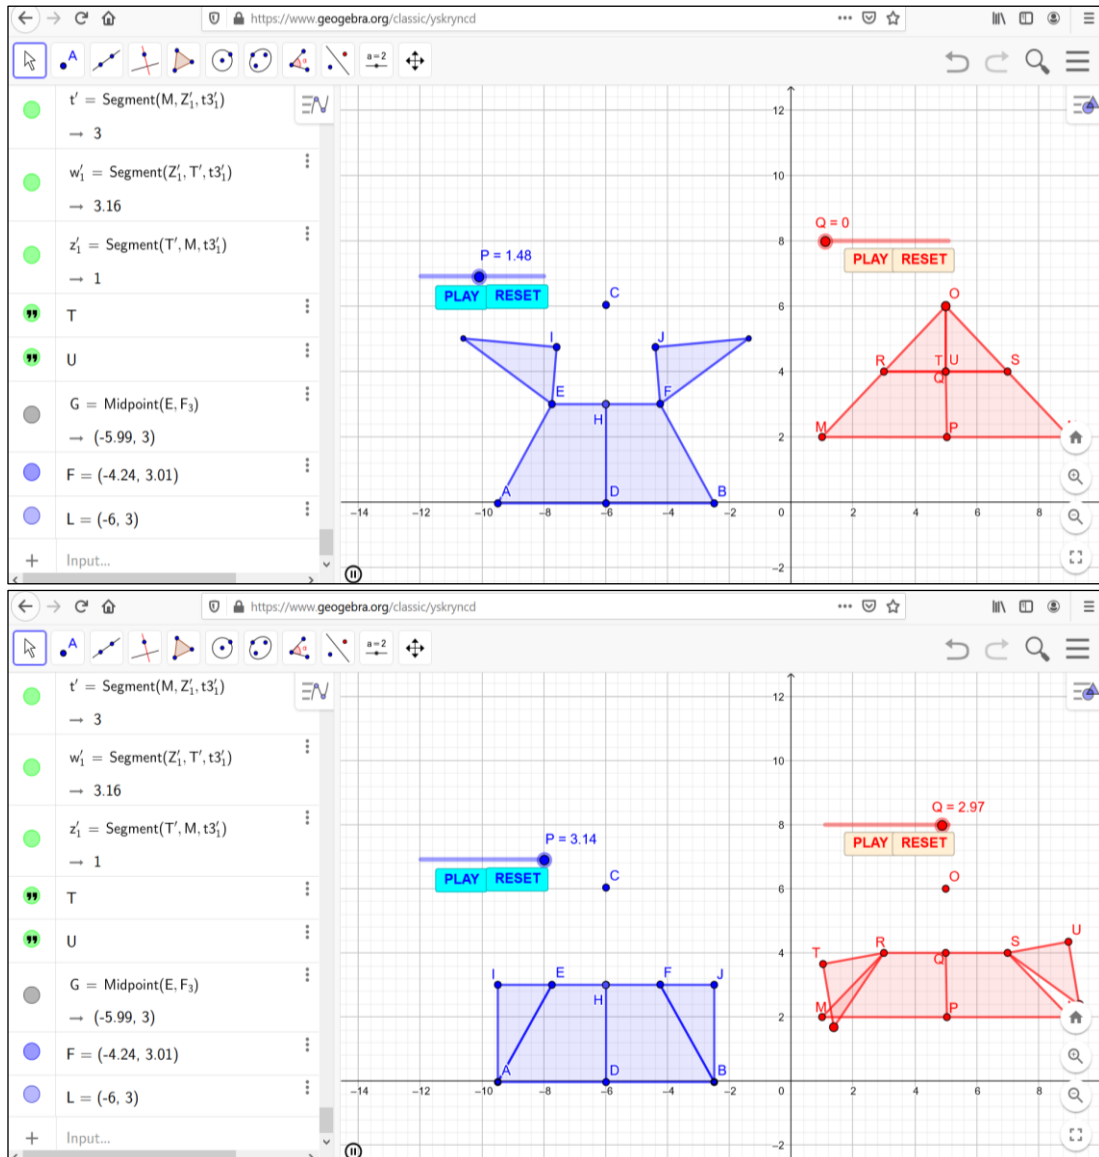 https://www.geogebra.org/classic/yskryncd
A
a=2
t′ = Segment(M, Z′₁, t3′₁)
→ 3
w′₁ = Segment(Z′₁, T′, t3′₁)
→ 3.16
z′₁ = Segment(T′, M, t3′₁)
→ 1
T
U
G = Midpoint(E, F₃)
→ (-5.99, 3)
F = (-4.24, 3.01)
L = (-6, 3)
+ Input...
12
10
8
6
4
2
0
−2
−14 −12 −10 −8 −6 −4 −2 0 2 4 6 8
P = 1.48
PLAY RESET
C
I J
E F
H
A D B
Q = 0
PLAY RESET
O
R T U S
Q
M P
https://www.geogebra.org/classic/yskryncd
A
a=2
t′ = Segment(M, Z′₁, t3′₁)
→ 3
w′₁ = Segment(Z′₁, T′, t3′₁)
→ 3.16
z′₁ = Segment(T′, M, t3′₁)
→ 1
T
U
G = Midpoint(E, F₃)
→ (-5.99, 3)
F = (-4.24, 3.01)
L = (-6, 3)
+ Input...
12
10
8
6
4
2
0
−2
−14 −12 −10 −8 −6 −4 −2 0 2 4 6 8
P = 3.14
PLAY RESET
C
I E F J
H
A D B
Q = 2.97
PLAY RESET
O
U
T R Q S
M P